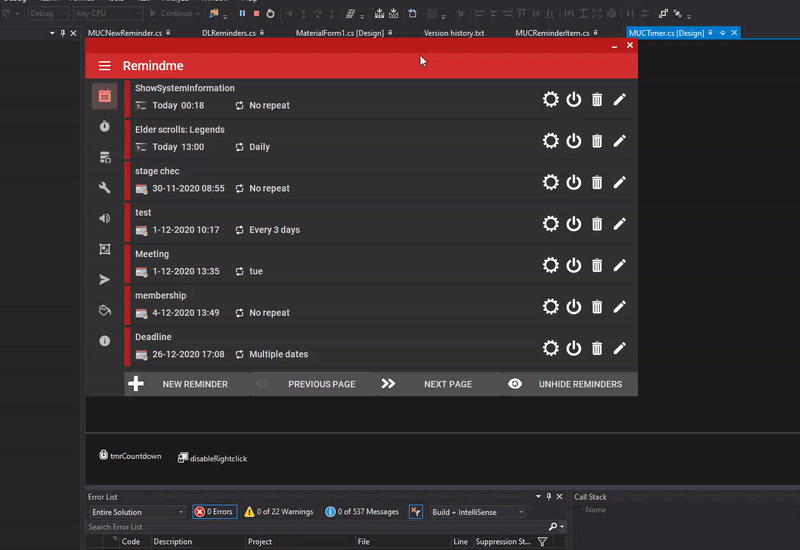 Debug Any CPU Continue
MUCNewReminder.cs DLReminders.cs MaterialForm1.cs [Design] Version history.txt MUCReminderItem.cs MUCTimer.cs [Design]
Remindme
ShowSystemInformation
Today 00:18 No repeat
Elder scrolls: Legends
Today 13:00 Daily
stage chec
30-11-2020 08:55 No repeat
test
1-12-2020 10:17 Every 3 days
Meeting
1-12-2020 13:35 tue
membership
4-12-2020 13:49 No repeat
Deadline
26-12-2020 17:08 Multiple dates
NEW REMINDER PREVIOUS PAGE NEXT PAGE UNHIDE REMINDERS
tmrCountdown disableRightclick
Error List Call Stack
Entire Solution 0 Errors 0 of 22 Warnings 0 of 537 Messages Build + IntelliSense Name
Search Error List
Code Description Project File Line Suppression St...